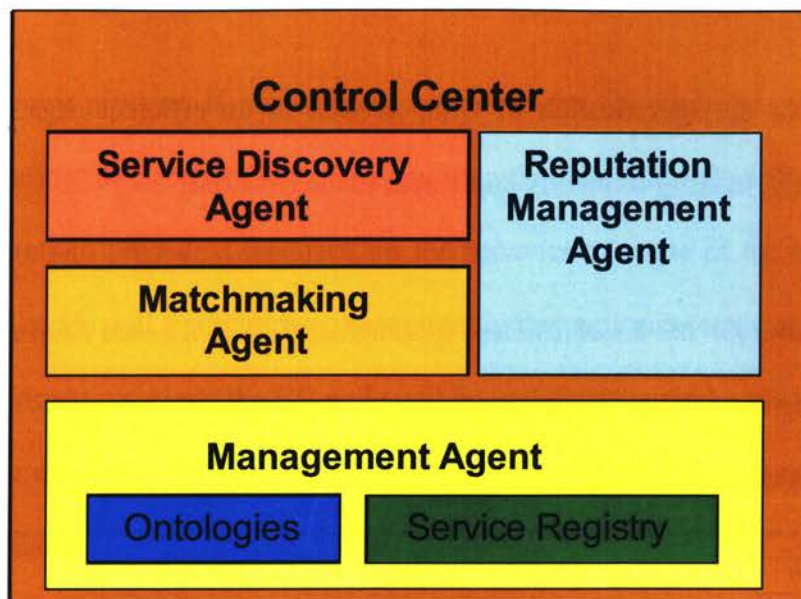 Control Center
Service Discovery
Agent
Reputation
Management
Agent
Matchmaking
Agent
Management Agent
Ontologies
Service Registry